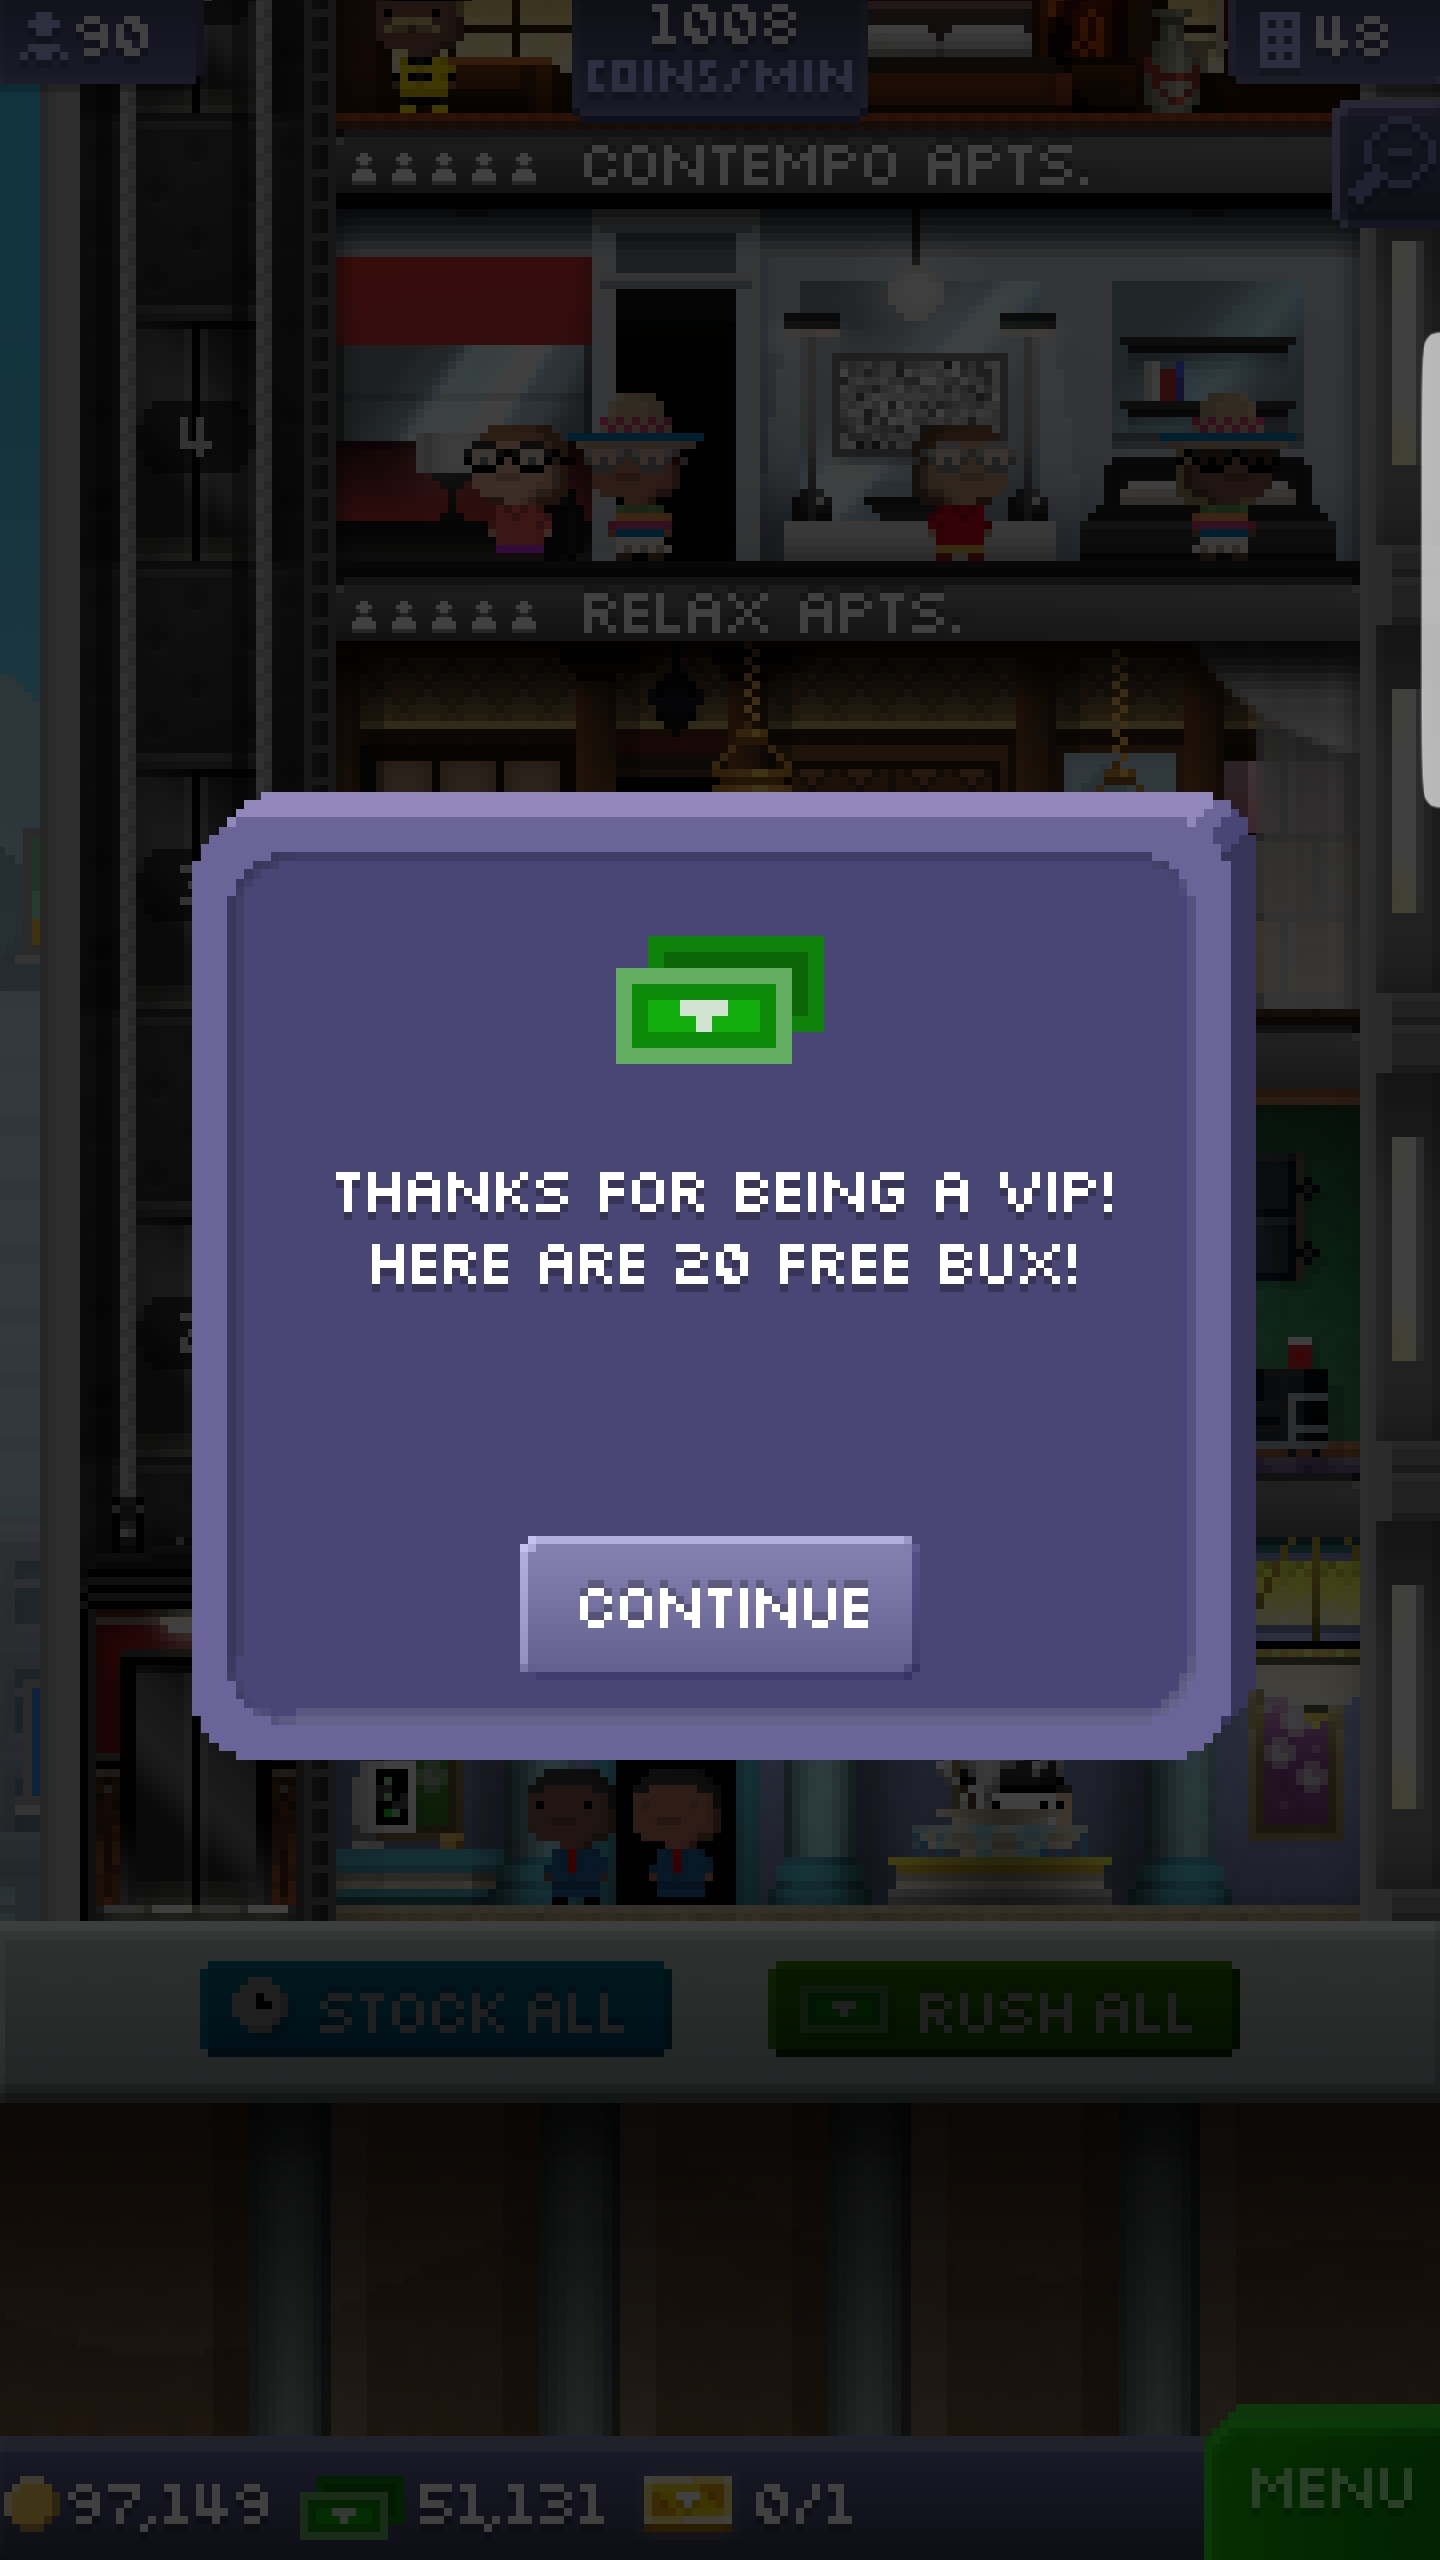 90
1008
COINS/MIN
48
CONTEMPO APTS.
4
RELAX APTS.
THANKS FOR BEING A VIP!
HERE ARE 20 FREE BUX!
CONTINUE
STOCK ALL
RUSH ALL
97,149
51,131
0/1
MENU